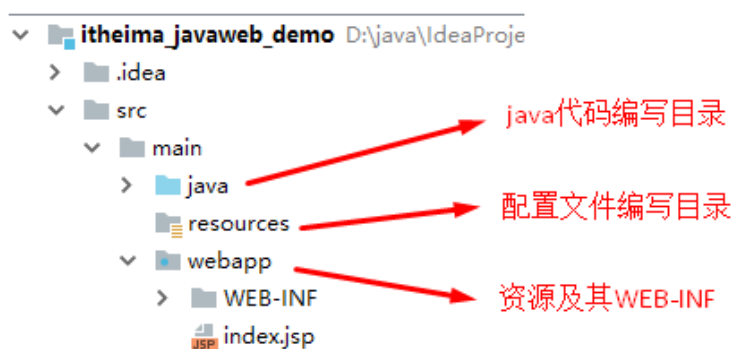 itheima_javaweb_demo D:\java\IdeaProje
.idea
src
main
java
java代码编写目录
resources
配置文件编写目录
webapp
WEB-INF
资源及其WEB-INF
JSP index.jsp